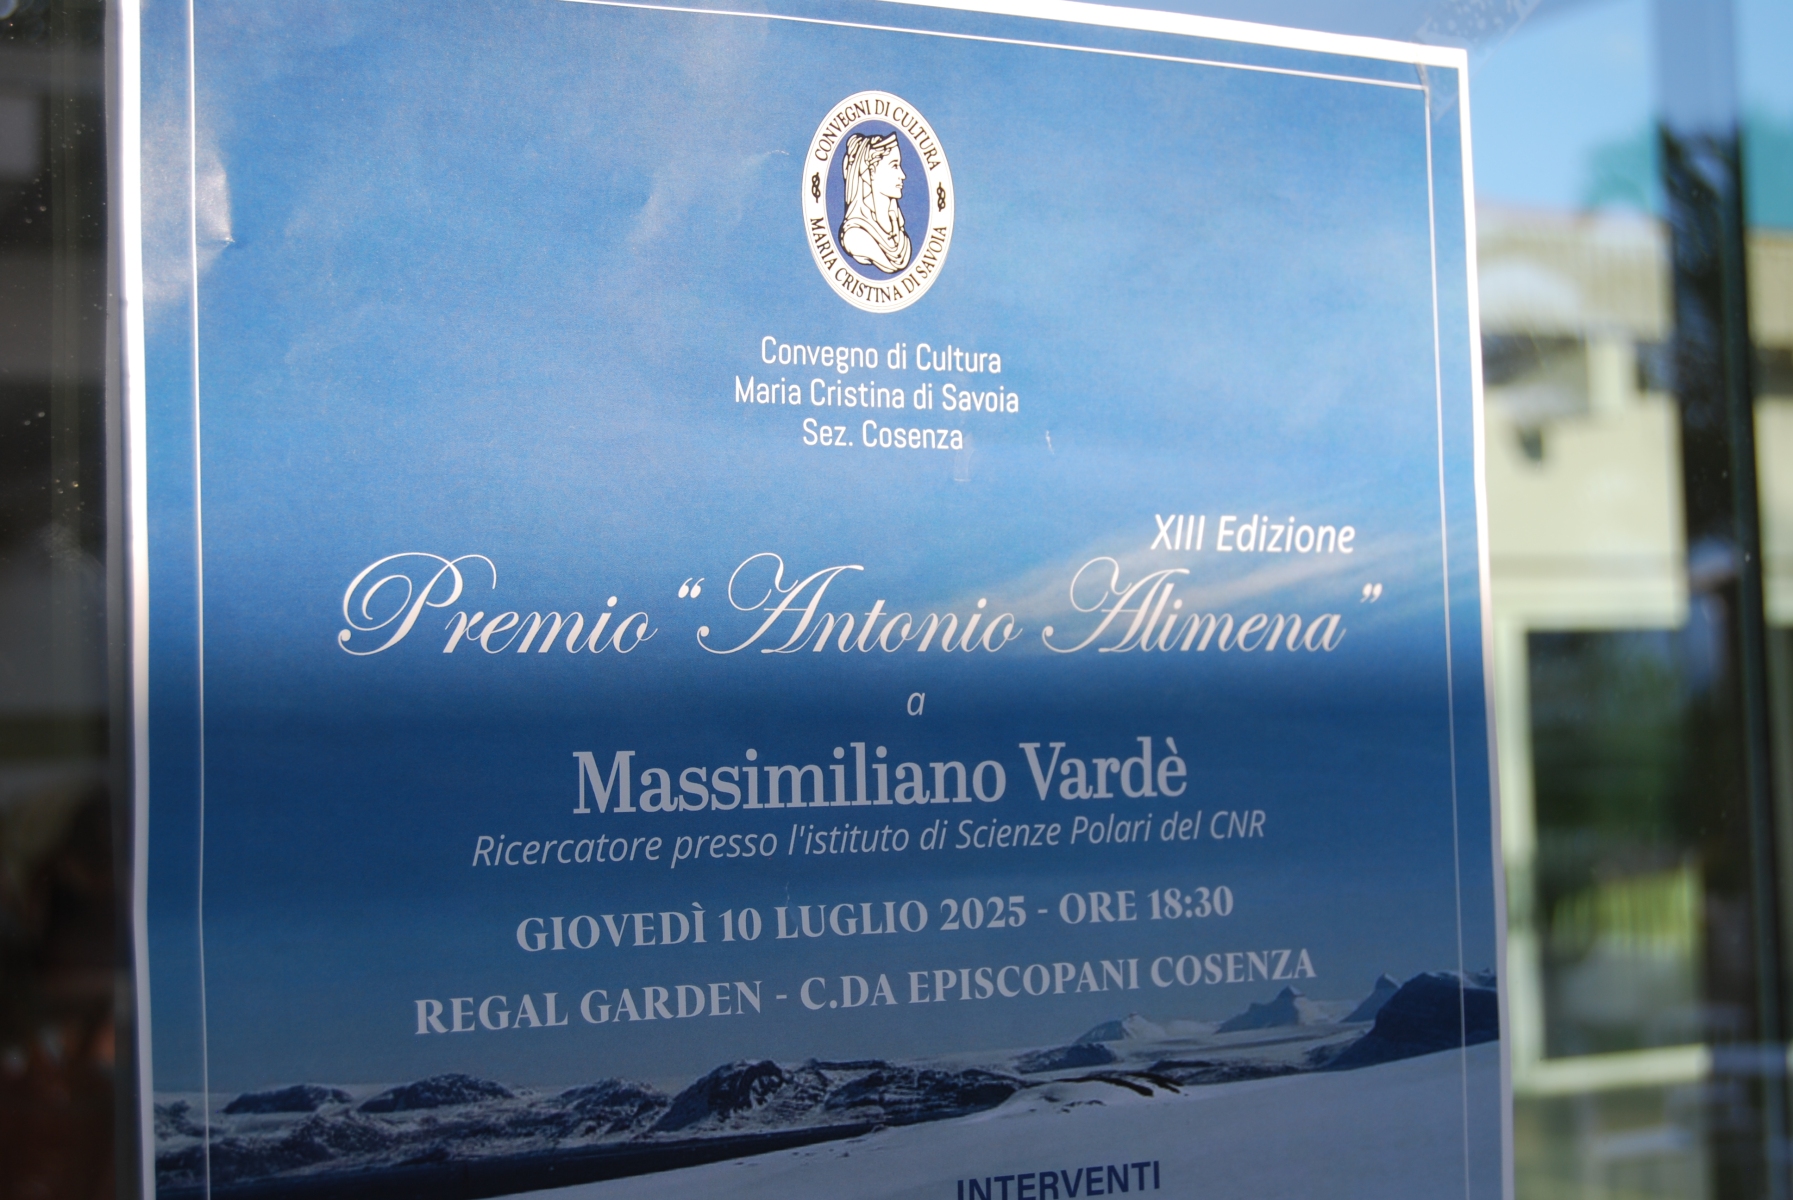 CONVEGNI DI CULTURA
MARIA CRISTINA DI SAVOIA
Convegno di Cultura
Maria Cristina di Savoia
Sez. Cosenza
XIII Edizione
Premio “Antonio Alimena”
a
Massimiliano Vardè
Ricercatore presso l'istituto di Scienze Polari del CNR
GIOVEDÌ 10 LUGLIO 2025 - ORE 18:30
REGAL GARDEN - C.DA EPISCOPANI COSENZA
INTERVENTI